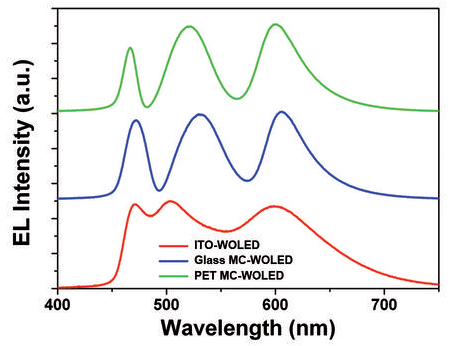 EL Intensity (a.u.)
ITO-WOLED
Glass MC-WOLED
PET MC-WOLED
400 500 600 700
Wavelength (nm)